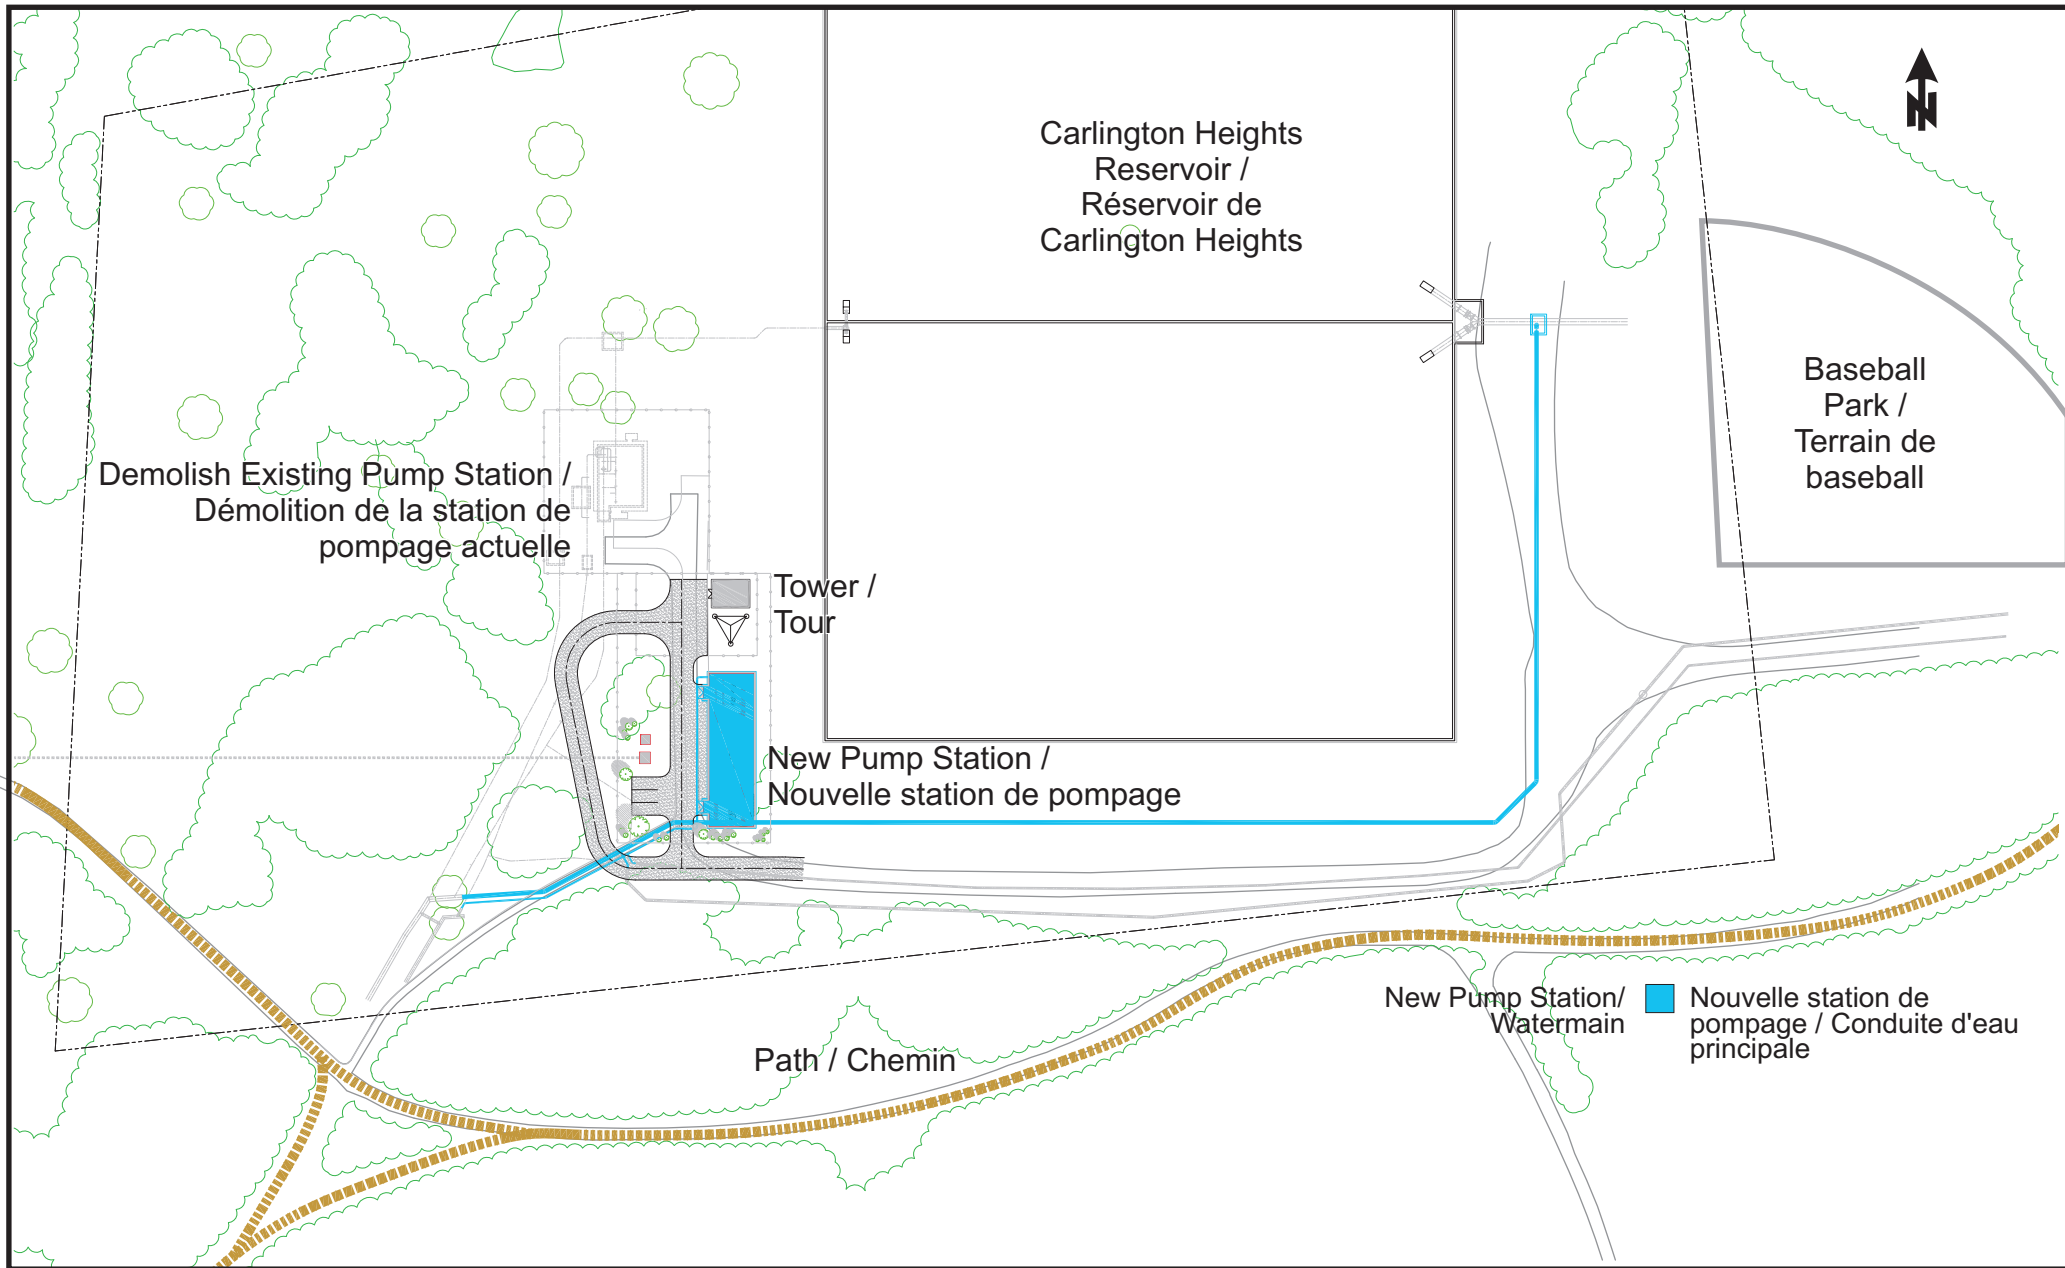 Carlington Heights
Reservoir /
Réservoir de
Carlington Heights
N
Baseball
Park /
Terrain de
baseball
Demolish Existing Pump Station /
Démolition de la station de
pompage actuelle
Tower /
Tour
New Pump Station /
Nouvelle station de pompage
New Pump Station/
Watermain
Nouvelle station de
pompage / Conduite d'eau
principale
Path / Chemin